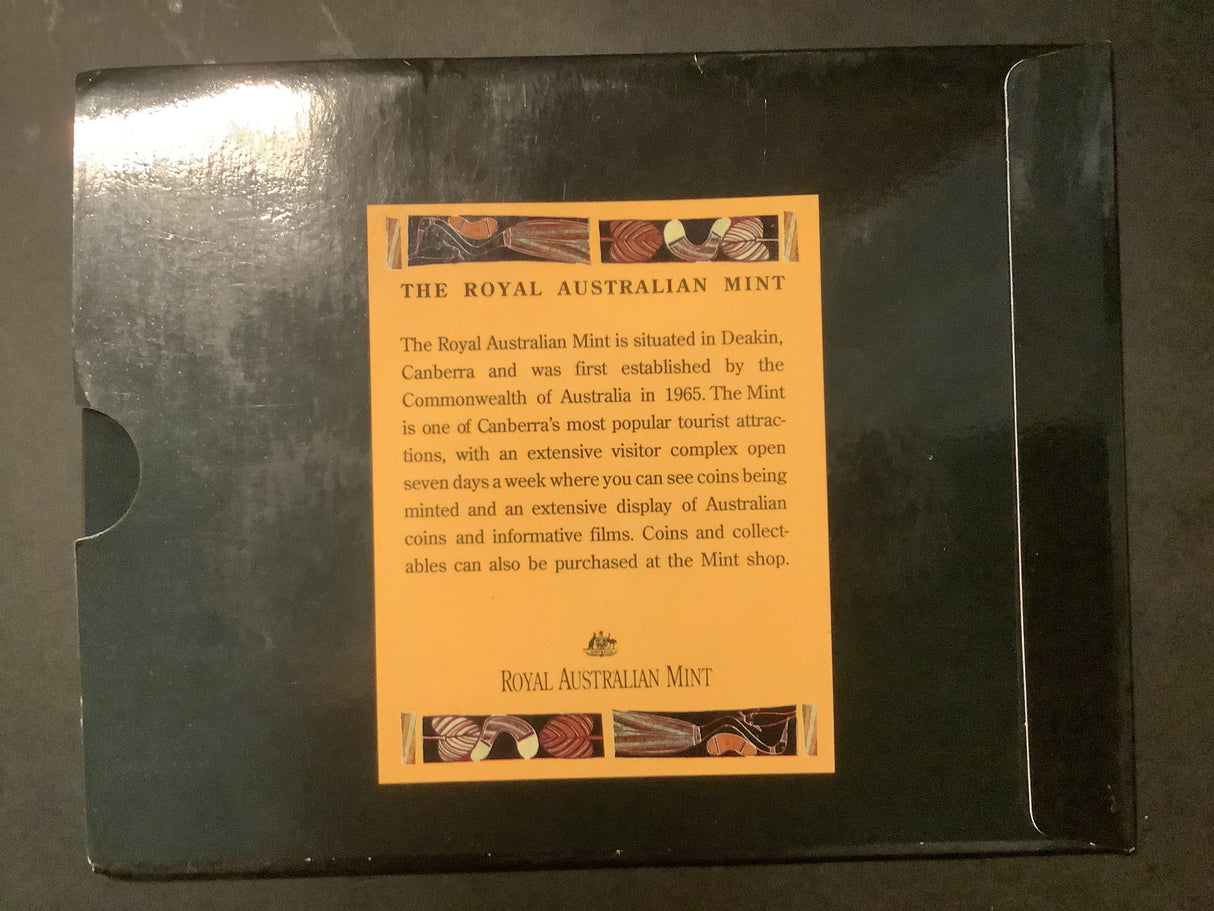 THE ROYAL AUSTRALIAN MINT
The Royal Australian Mint is situated in Deakin,
Canberra and was first established by the
Commonwealth of Australia in 1965. The Mint
is one of Canberra's most popular tourist attrac-
tions, with an extensive visitor complex open
seven days a week where you can see coins being
minted and an extensive display of Australian
coins and informative films. Coins and collect-
ables can also be purchased at the Mint shop.
ROYAL AUSTRALIAN MINT